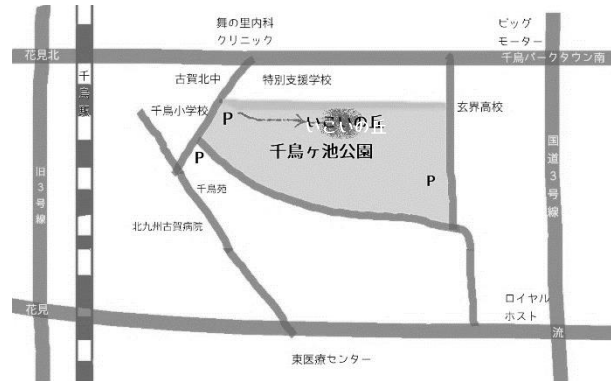 舞の里内科
クリニック
ビッグ
モーター
花見北
千鳥パークタウン南
千鳥駅
古賀北中
特別支援学校
千鳥小学校
玄界高校
P
いこいの丘
いこいの丘
千鳥ヶ池公園
P
P
千鳥苑
旧3号線
国道3号線
北九州古賀病院
ロイヤル
ホスト
花見
流
東医療センター